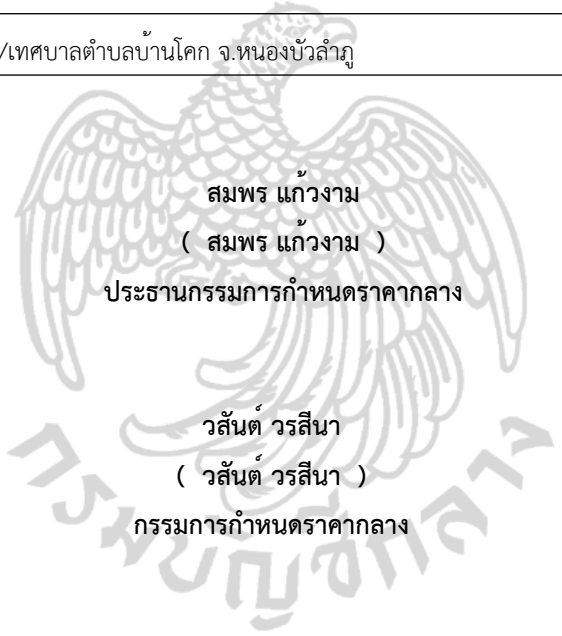 /เทศบาลตำบลบ้านโคก จ.หนองบัวลำภู
สมพร แก้วงาม
( สมพร แก้วงาม )
ประธานกรรมการกำหนดราคากลาง
วสันต์ วรสีนา
( วสันต์ วรสีนา )
กรรมการกำหนดราคากลาง
กรมบัญชีกลาง